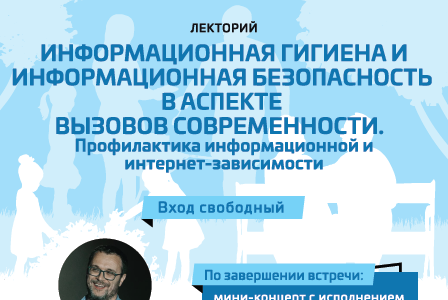 ЛЕКТОРИЙ
ИНФОРМАЦИОННАЯ ГИГИЕНА И
ИНФОРМАЦИОННАЯ БЕЗОПАСНОСТЬ
В АСПЕКТЕ
ВЫЗОВОВ СОВРЕМЕННОСТИ.
Профилактика информационной и
интернет-зависимости
Вход свободный
По завершении встречи:
мини-концерт с исполнением